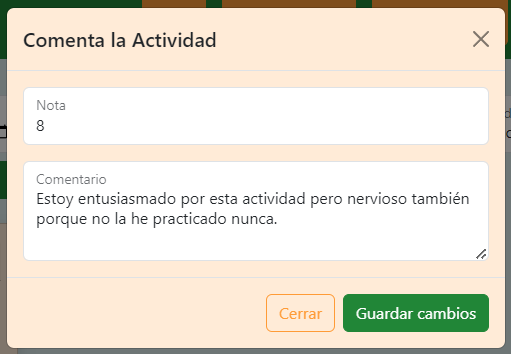 Comenta la Actividad
Nota
8
Comentario
Estoy entusiasmado por esta actividad pero nervioso también
porque no la he practicado nunca.
Cerrar
Guardar cambios